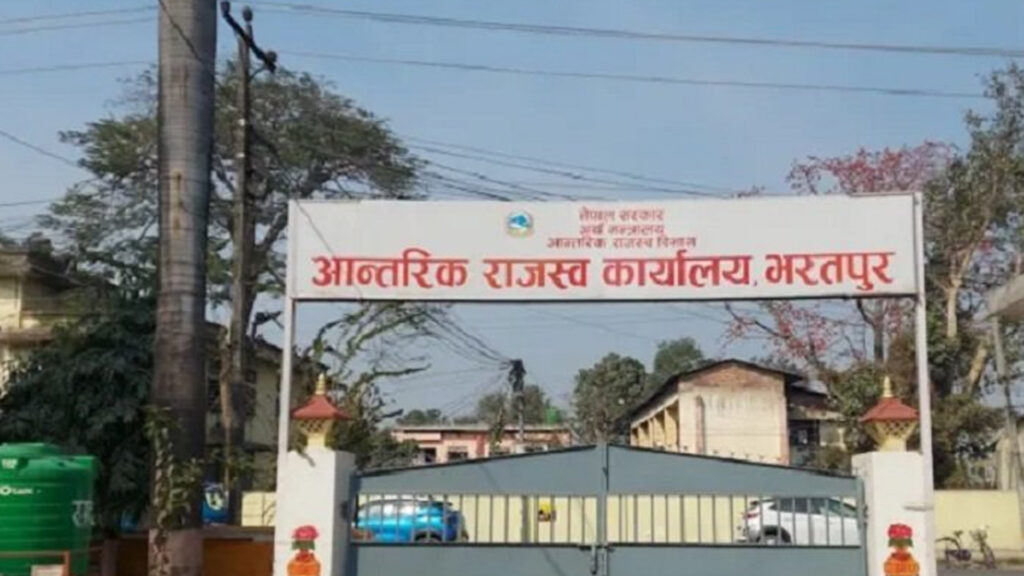 नेपाल सरकार
अर्थ मन्त्रालय
आन्तरिक राजस्व विभाग
आन्तरिक राजस्व कार्यालय, भरतपुर